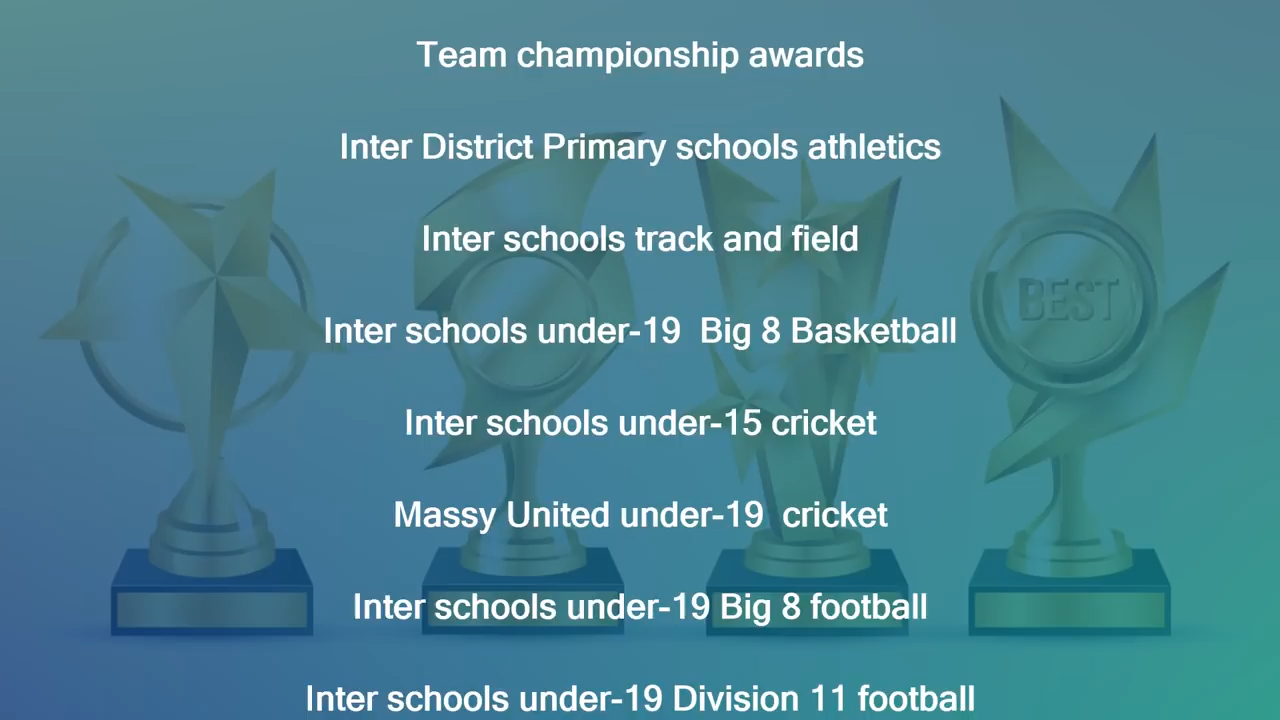 Team championship awards
Inter District Primary schools athletics
Inter schools track and field
Inter schools under-19  Big 8 Basketball
Inter schools under-15 cricket
Massy United under-19  cricket
Inter schools under-19 Big 8 football
Inter schools under-19 Division 11 football
BEST